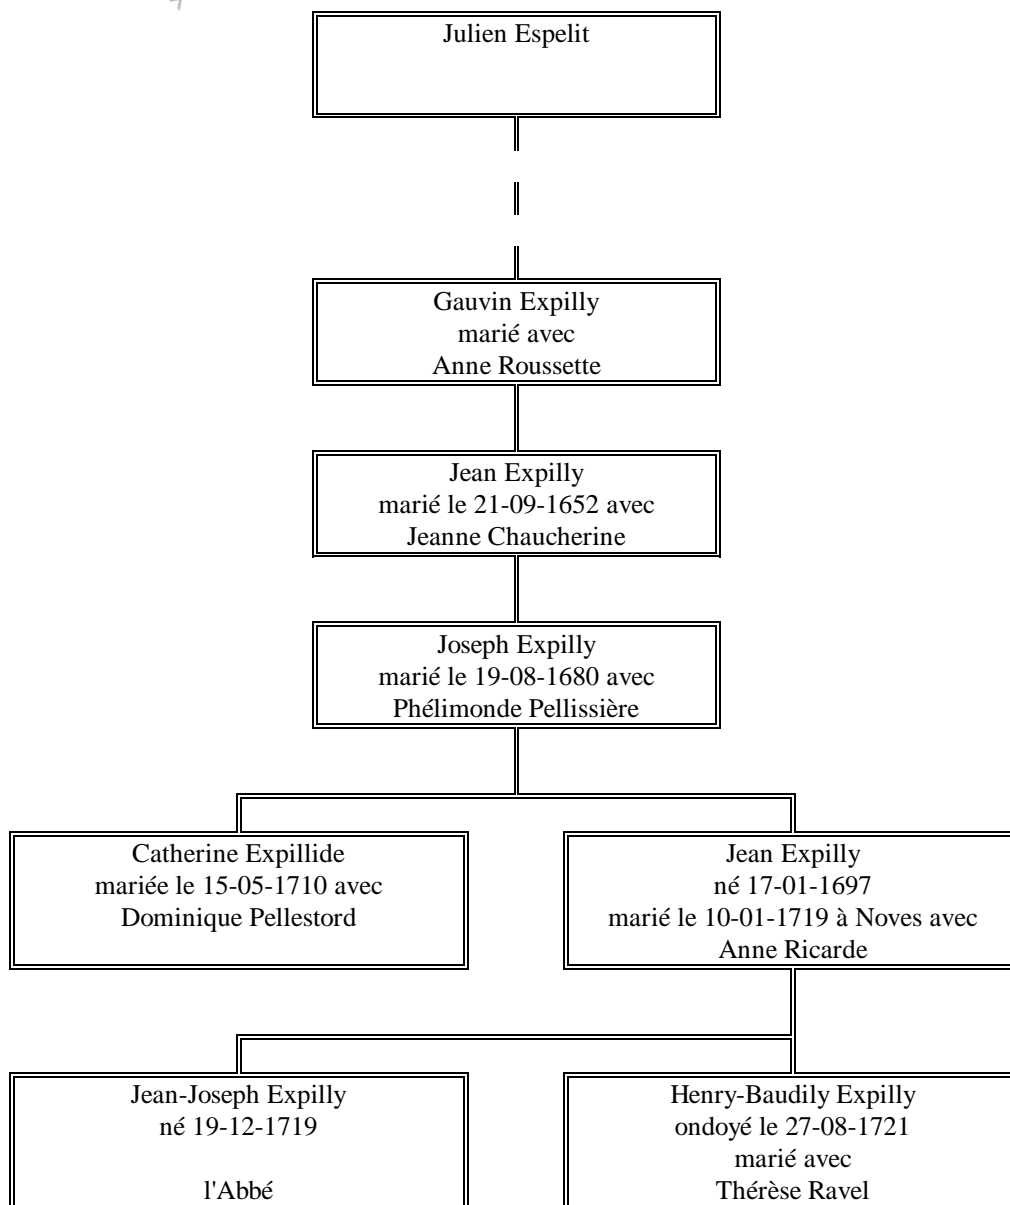 Julien Espelit
Gauvin Expilly
marié avec
Anne Roussette
Jean Expilly
marié le 21-09-1652 avec
Jeanne Chaucherine
Joseph Expilly
marié le 19-08-1680 avec
Phélimonde Pellissière
Catherine Expillide
mariée le 15-05-1710 avec
Dominique Pellestord
Jean Expilly
né 17-01-1697
marié le 10-01-1719 à Noves avec
Anne Ricarde
Jean-Joseph Expilly
né 19-12-1719
l'Abbé
Henry-Baudily Expilly
ondoyé le 27-08-1721
marié avec
Thérèse Ravel